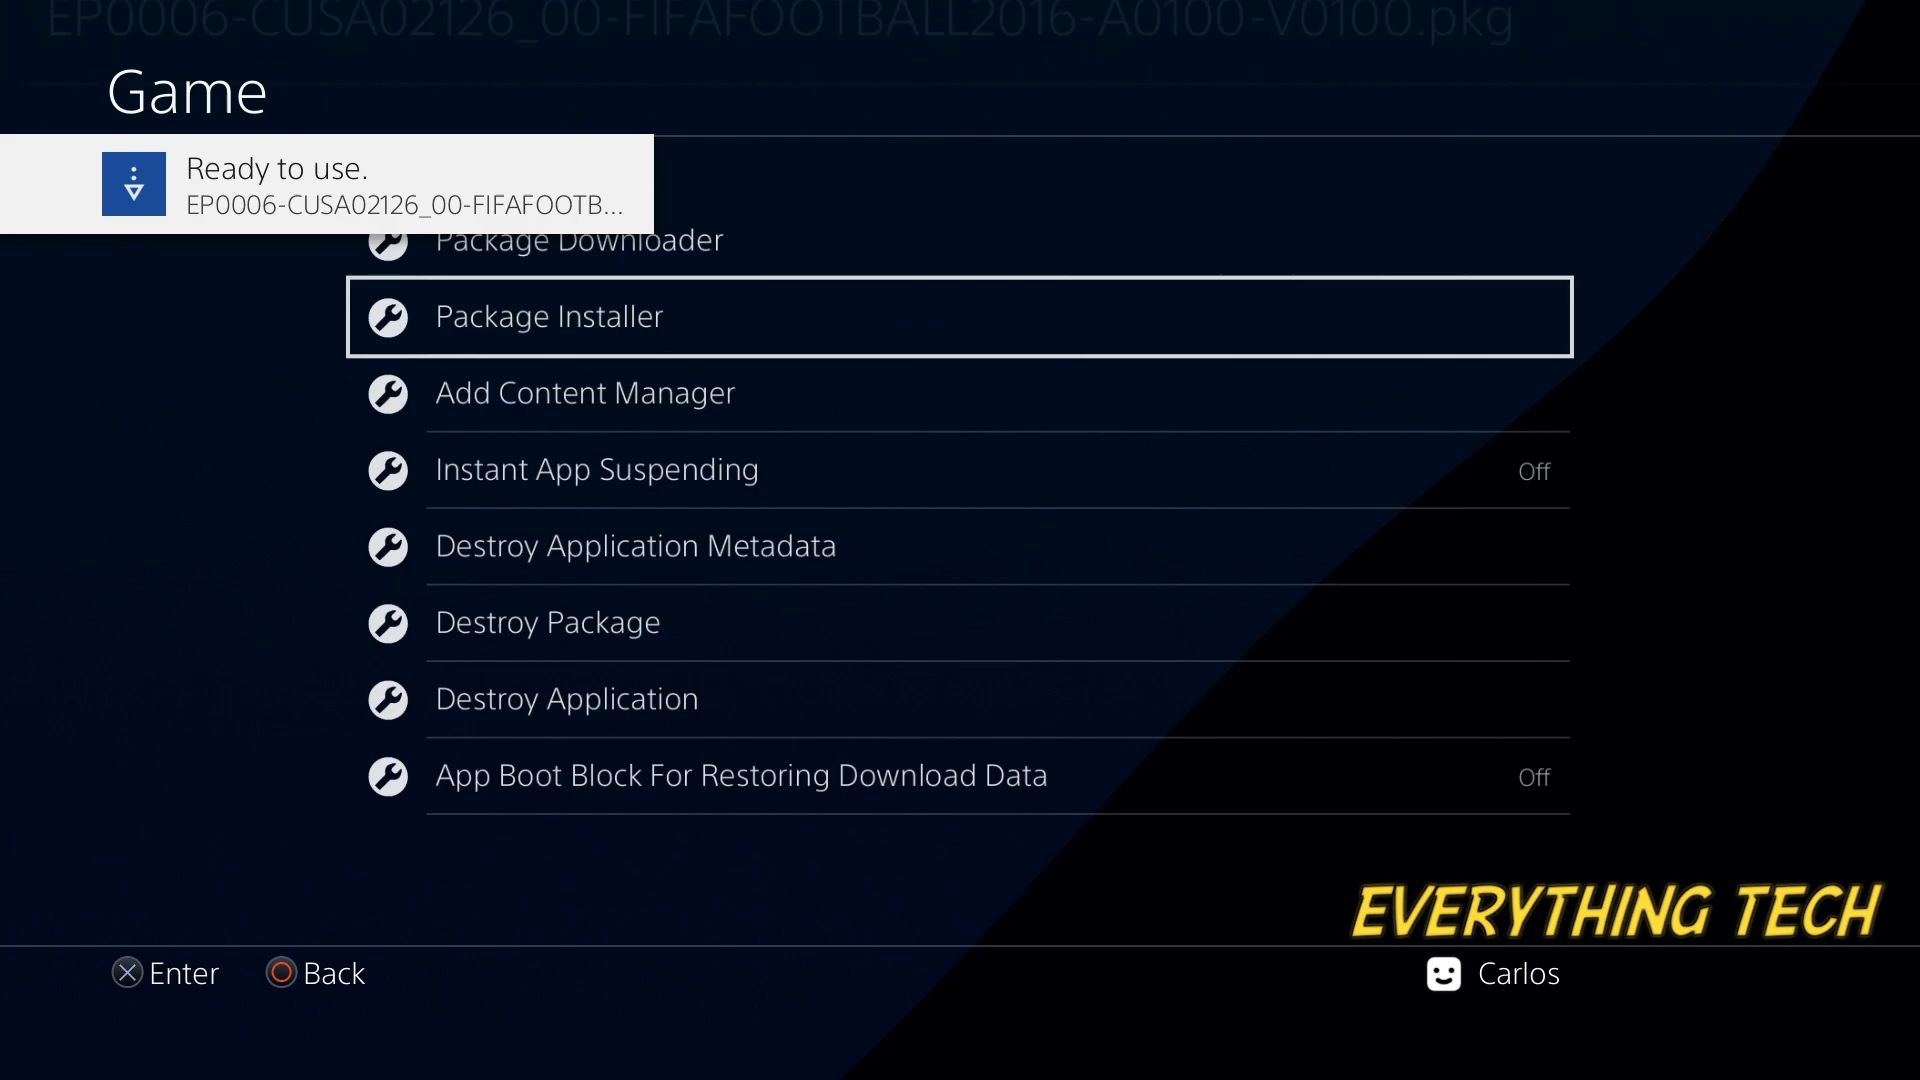 EP0006-CUSA02126_00-FIFAFOOTBALL2016-A0100-V0100.pkg
Game
Ready to use.
EP0006-CUSA02126_00-FIFAFOOTB...
Package Downloader
Package Installer
Add Content Manager
Instant App Suspending Off
Destroy Application Metadata
Destroy Package
Destroy Application
App Boot Block For Restoring Download Data Off
EVERYTHING TECH
Enter Back Carlos